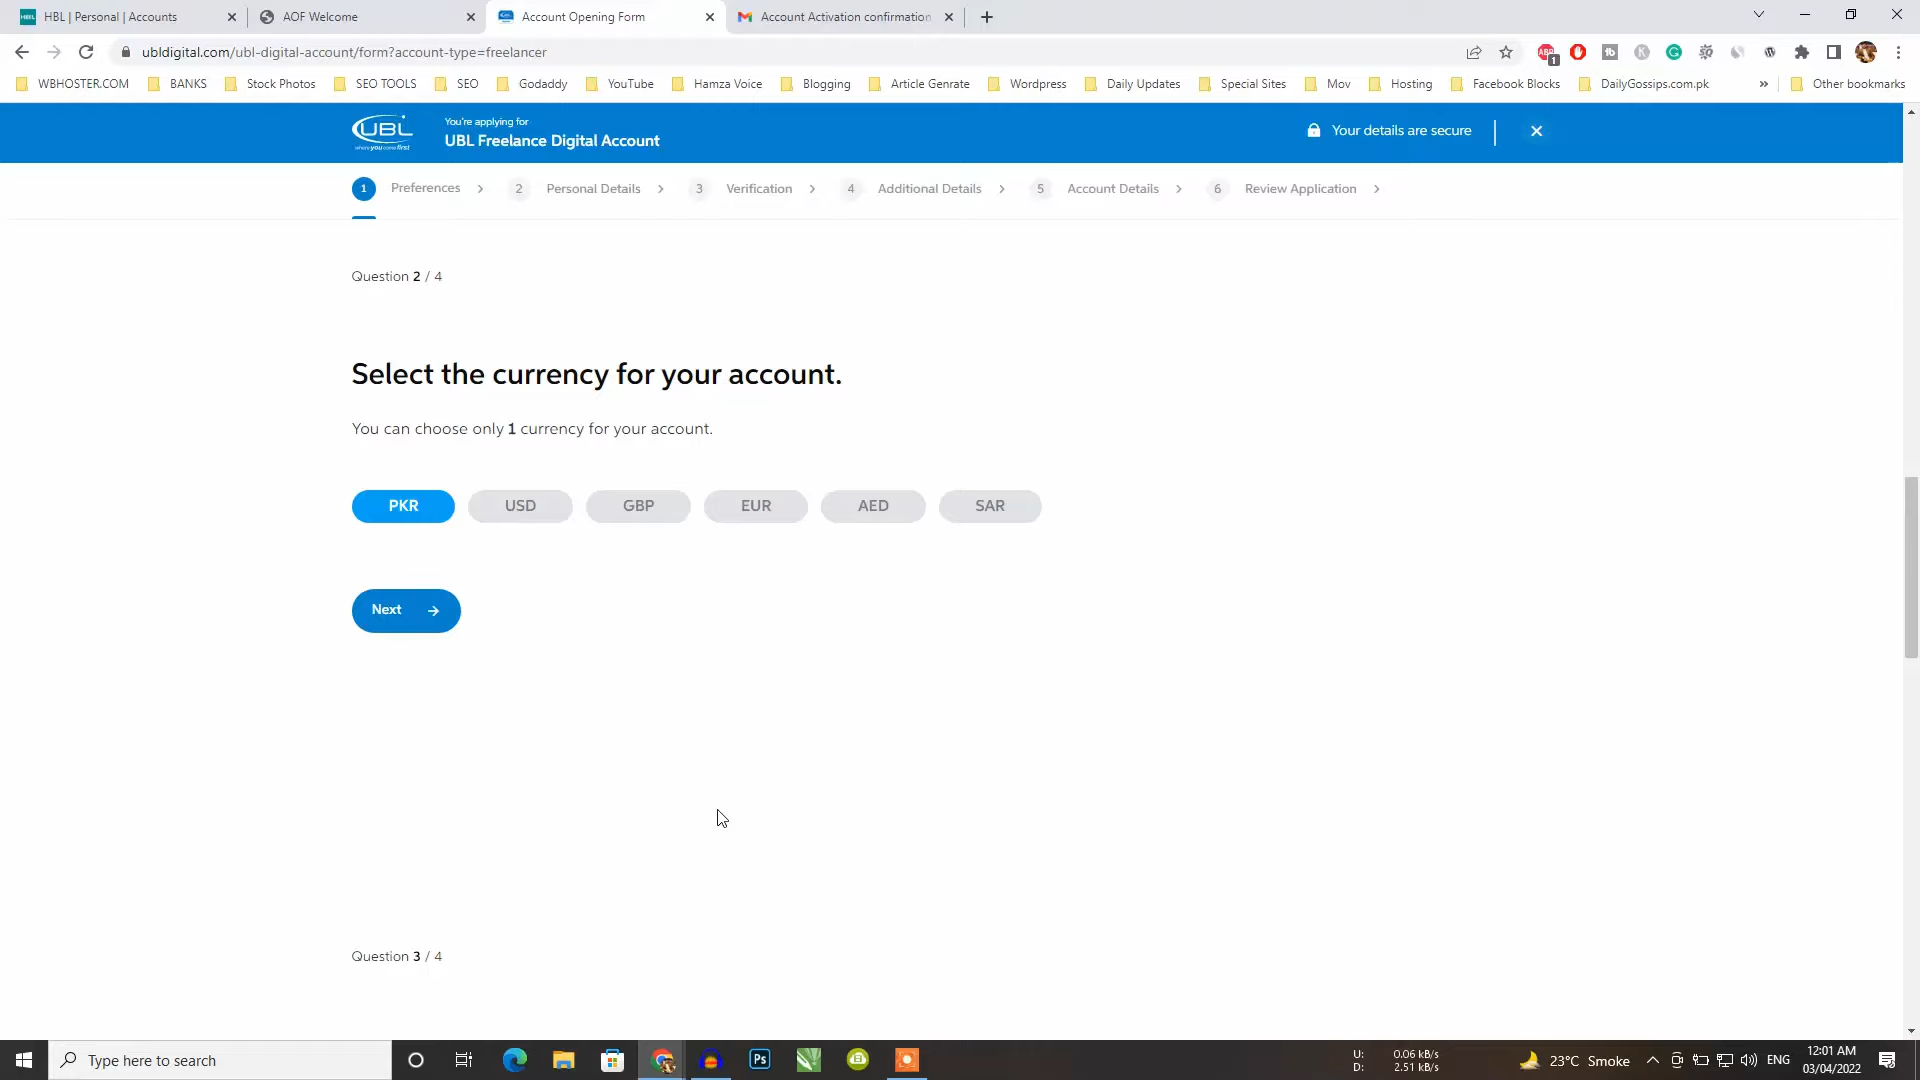 HBL | Personal | Accounts
AOF Welcome
Account Opening Form
Account Activation confirmation
ubldigital.com/ubl-digital-account/form?account-type=freelancer
WBHOSTER.COM
BANKS
Stock Photos
SEO TOOLS
SEO
Godaddy
YouTube
Hamza Voice
Blogging
Article Genrate
Wordpress
Daily Updates
Special Sites
Mov
Hosting
Facebook Blocks
DailyGossips.com.pk
»
Other bookmarks
UBL
where you come first
You're applying for
UBL Freelance Digital Account
Your details are secure
1 Preferences
2 Personal Details
3 Verification
4 Additional Details
5 Account Details
6 Review Application
Question 2 / 4
Select the currency for your account.
You can choose only 1 currency for your account.
PKR
USD
GBP
EUR
AED
SAR
Next
Question 3 / 4
Type here to search
Ps
U: 0.06 kB/s
D: 2.51 kB/s
23°C Smoke
ENG
12:01 AM
03/04/2022